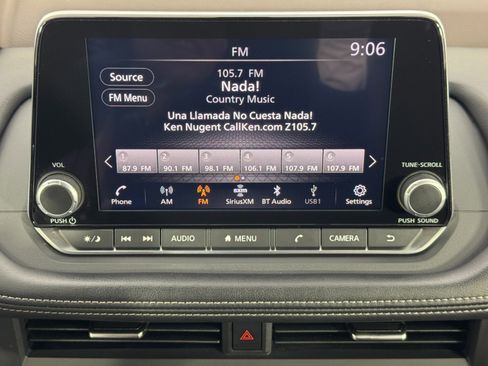 FM
9:06
Source
FM Menu
105.7 FM
Nada!
Country Music
Una Llamada No Cuesta Nada!
Ken Nugent CallKen.com Z105.7
1 2 3 4 5 6
87.9 FM 90.1 FM 98.1 FM 106.1 FM 107.5 FM 107.9 FM
VOL
TUNE·SCROLL
Phone AM FM SiriusXM BT Audio USB1 Settings
PUSH
PUSH SOUND
AUDIO MENU CAMERA